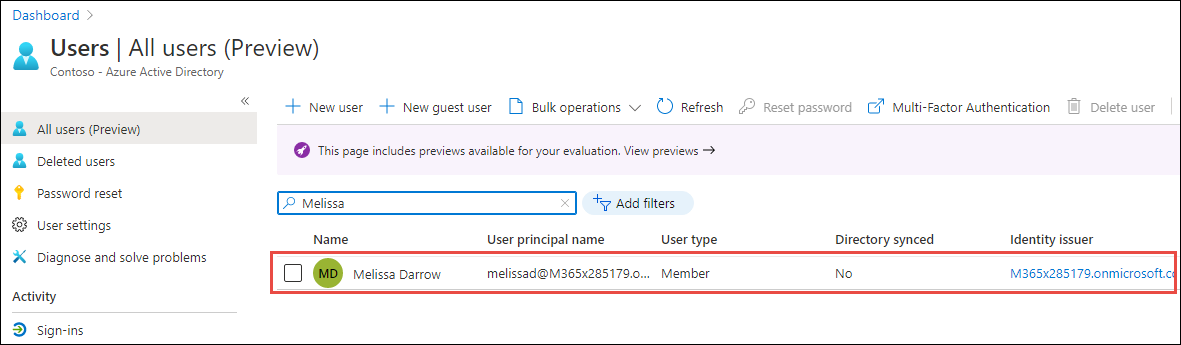 Dashboard >
Users | All users (Preview)
Contoso - Azure Active Directory
«
+ New user + New guest user Bulk operations Refresh Reset password Multi-Factor Authentication Delete user
All users (Preview)
Deleted users
Password reset
User settings
Diagnose and solve problems
Activity
Sign-ins
This page includes previews available for your evaluation. View previews →
Melissa
Add filters
Name User principal name User type Directory synced Identity issuer
MD Melissa Darrow melissad@M365x285179.o... Member No M365x285179.onmicrosoft.co